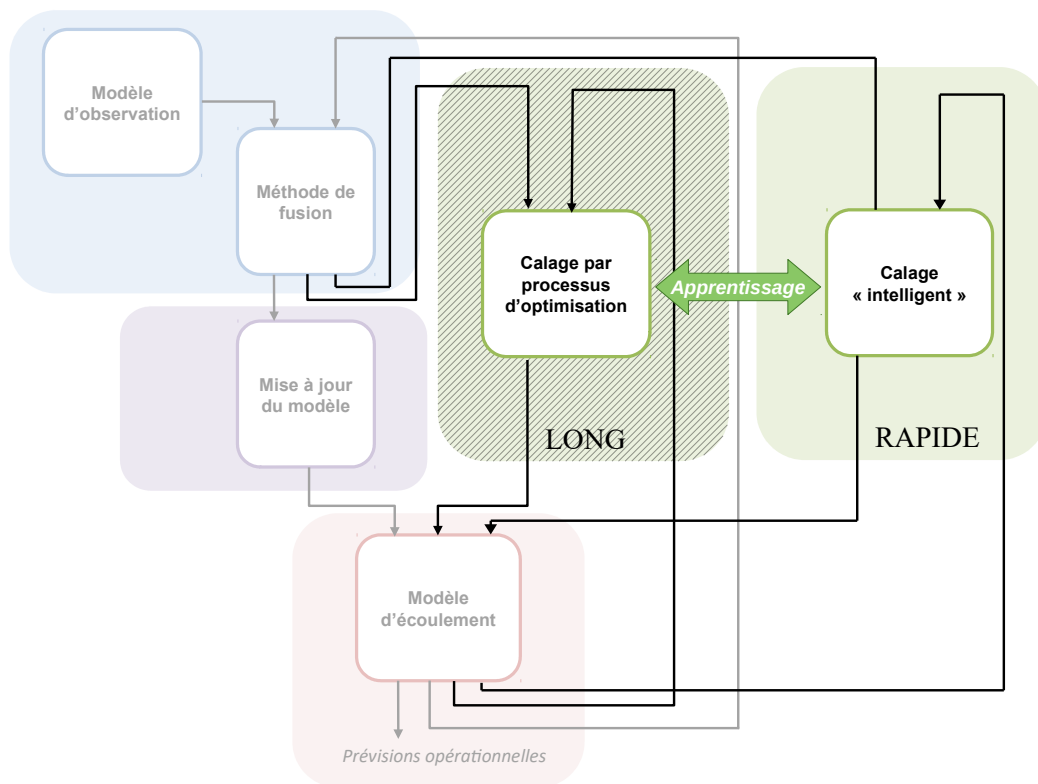 Modèle
d'observation
Méthode de
fusion
Calage par
processus
d'optimisation
Apprentissage
Calage
« intelligent »
Mise à jour
du modèle
LONG
RAPIDE
Modèle
d'écoulement
Prévisions opérationnelles